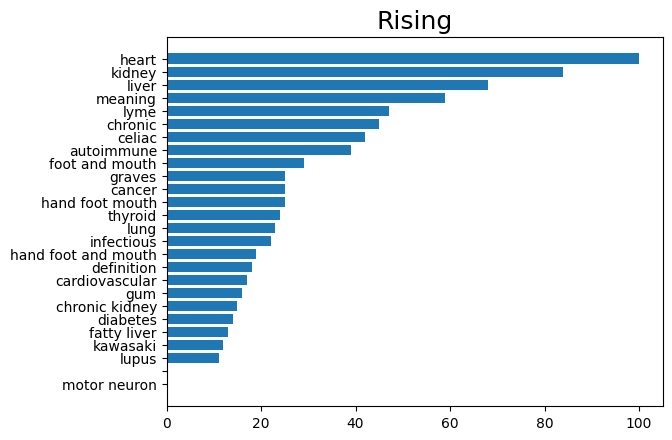 Rising
heart
kidney
liver
meaning
lyme
chronic
celiac
autoimmune
foot and mouth
graves
cancer
hand foot mouth
thyroid
lung
infectious
hand foot and mouth
definition
cardiovascular
gum
chronic kidney
diabetes
fatty liver
kawasaki
lupus
motor neuron
0 20 40 60 80 100